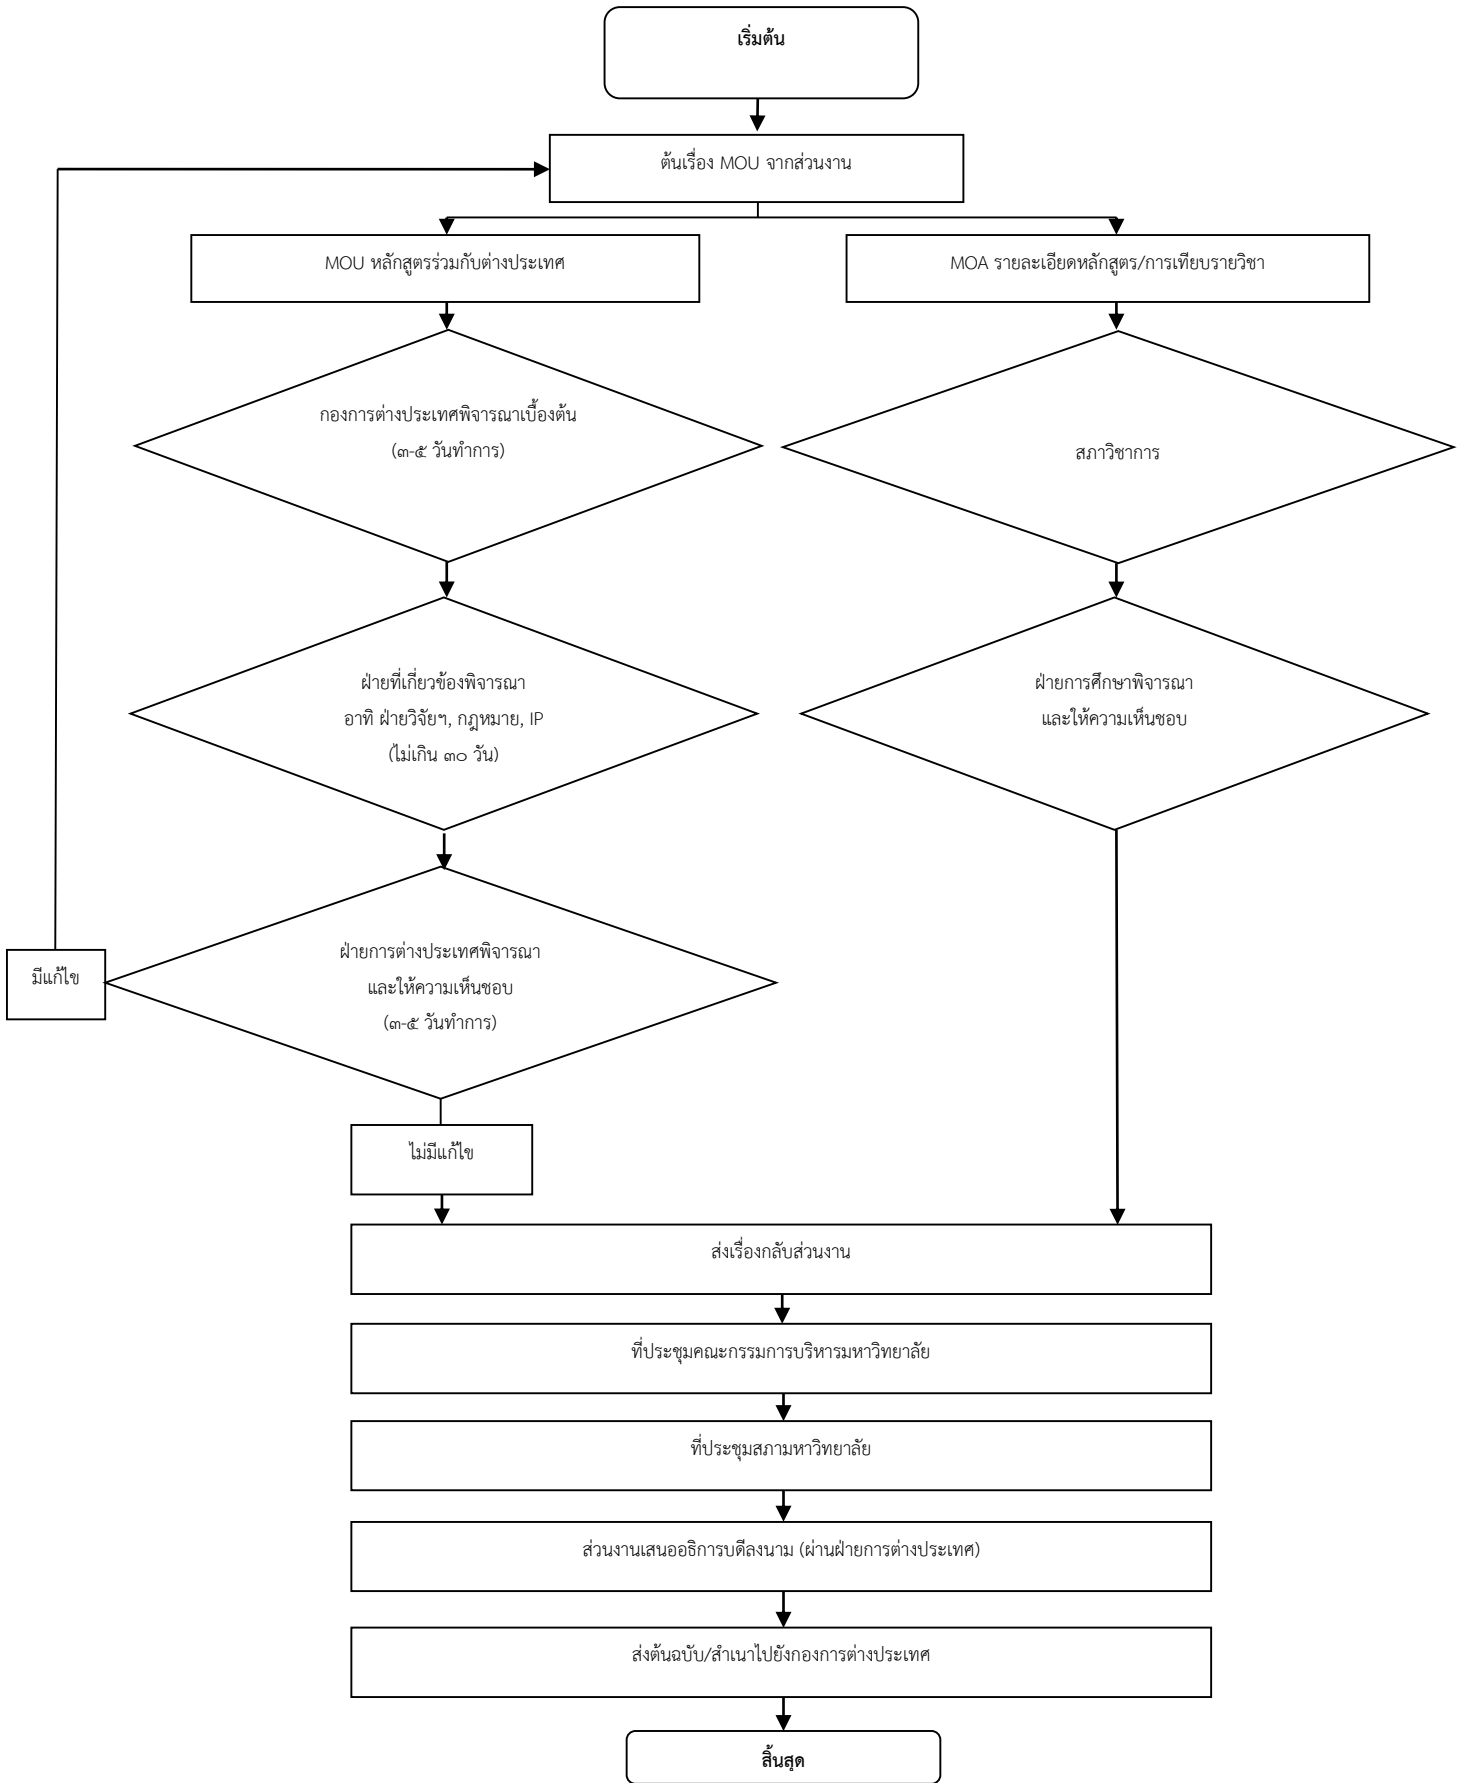 เริ่มต้น
ต้นเรื่อง MOU จากส่วนงาน
MOU หลักสูตรร่วมกับต่างประเทศ
MOA รายละเอียดหลักสูตร/การเทียบรายวิชา
กองการต่างประเทศพิจารณาเบื้องต้น
(๓-๕ วันทำการ)
สภาวิชาการ
ฝ่ายที่เกี่ยวข้องพิจารณา
อาทิ ฝ่ายวิจัยฯ, กฎหมาย, IP
(ไม่เกิน ๓๐ วัน)
ฝ่ายการศึกษาพิจารณา
และให้ความเห็นชอบ
ฝ่ายการต่างประเทศพิจารณา
และให้ความเห็นชอบ
(๓-๕ วันทำการ)
มีแก้ไข
ไม่มีแก้ไข
ส่งเรื่องกลับส่วนงาน
ที่ประชุมคณะกรรมการบริหารมหาวิทยาลัย
ที่ประชุมสภามหาวิทยาลัย
ส่วนงานเสนออธิการบดีลงนาม (ผ่านฝ่ายการต่างประเทศ)
ส่งต้นฉบับ/สำเนาไปยังกองการต่างประเทศ
สิ้นสุด